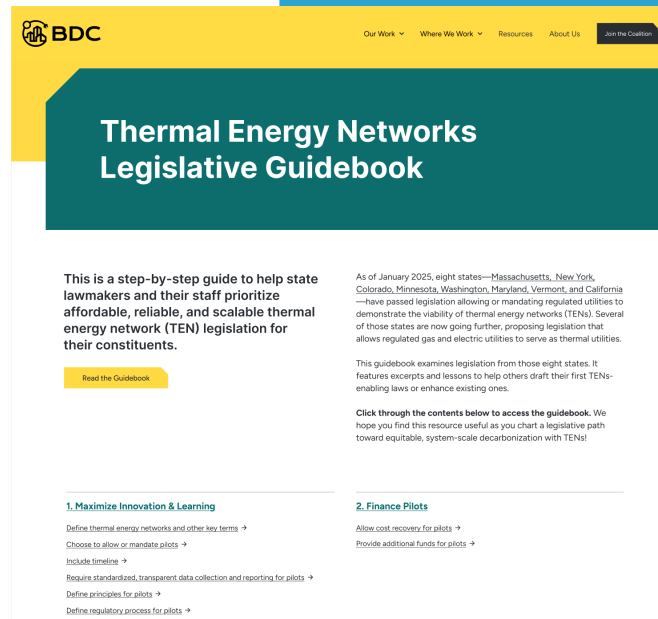 BDC
Our Work
Where We Work
Resources
About Us
Join the Coalition
Thermal Energy Networks
Legislative Guidebook
This is a step-by-step guide to help state
lawmakers and their staff prioritize
affordable, reliable, and scalable thermal
energy network (TEN) legislation for
their constituents.
Read the Guidebook
As of January 2025, eight states—Massachusetts, New York,
Colorado, Minnesota, Washington, Maryland, Vermont, and California
—have passed legislation allowing or mandating regulated utilities to
demonstrate the viability of thermal energy networks (TENs). Several
of those states are now going further, proposing legislation that
allows regulated gas and electric utilities to serve as thermal utilities.
This guidebook examines legislation from those eight states. It
features excerpts and lessons to help others draft their first TENs-
enabling laws or enhance existing ones.
Click through the contents below to access the guidebook. We
hope you find this resource useful as you chart a legislative path
toward equitable, system-scale decarbonization with TENs!
1. Maximize Innovation & Learning
Define thermal energy networks and other key terms →
Choose to allow or mandate pilots →
Include timeline →
Require standardized, transparent data collection and reporting for pilots →
Define principles for pilots →
Define regulatory process for pilots →
2. Finance Pilots
Allow cost recovery for pilots →
Provide additional funds for pilots →